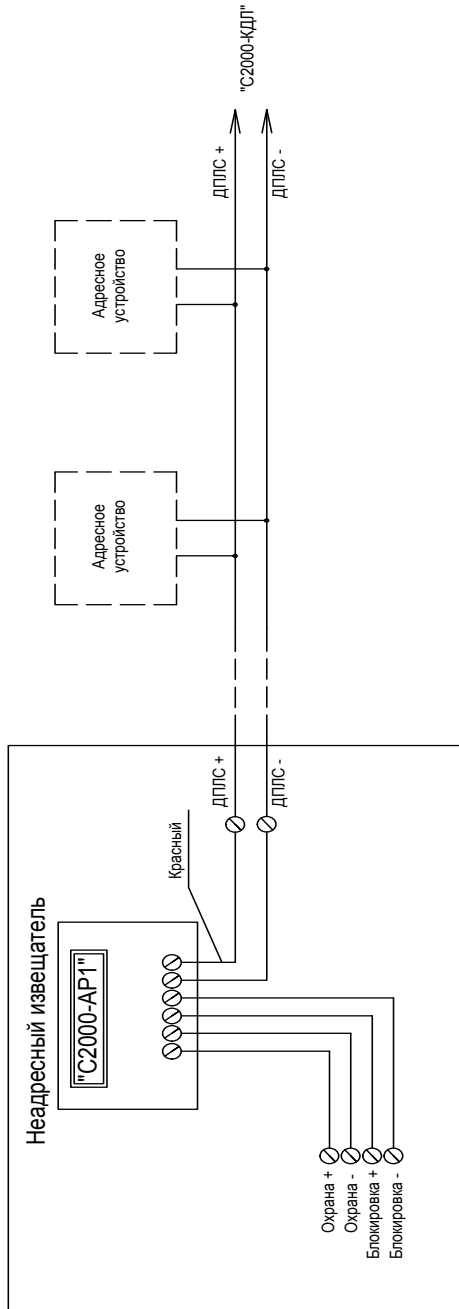 Неадресный извещатель
"С2000-АР1"
Красный
Охрана +
Охрана -
Блокировка +
Блокировка -
ДПЛС +
ДПЛС -
Адресное
устройство
Адресное
устройство
ДПЛС +
ДПЛС -
"С2000-КДЛ"